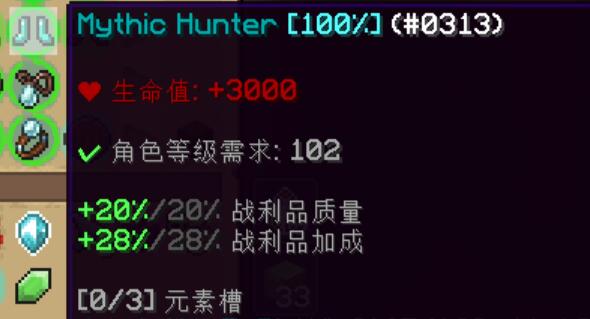 Mythic Hunter [100%] (#0313)
生命值: +3000
角色等级需求: 102
+20%/20% 战利品质量
+28%/28% 战利品加成
[0/3] 元素槽
33